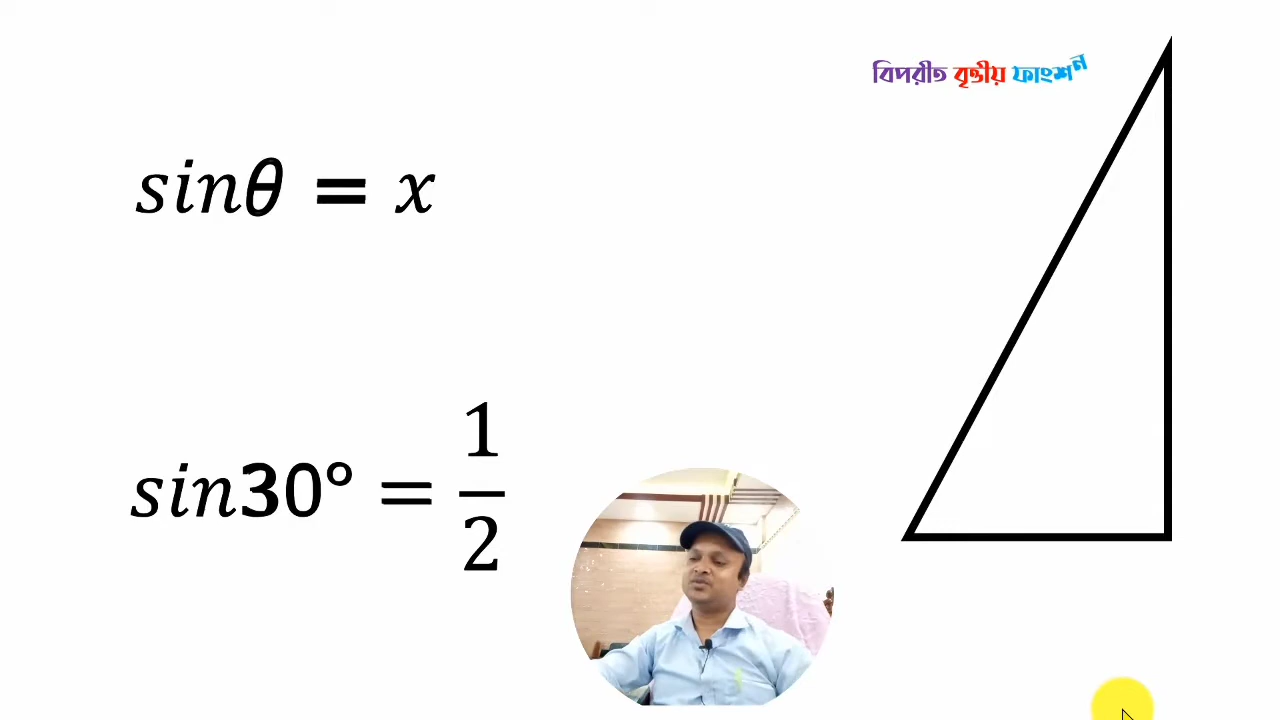 বিপরীত বৃত্তীয় ফাংশন
sinθ = x
sin30° = 1/2